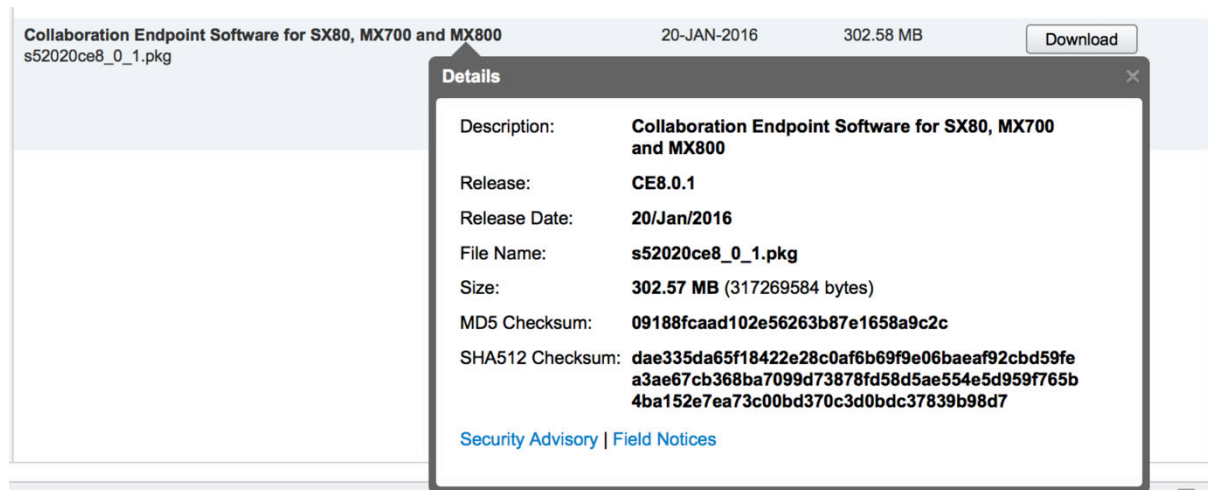 Collaboration Endpoint Software for SX80, MX700 and MX800 20-JAN-2016 302.58 MB Download
s52020ce8_0_1.pkg
Details
Description: Collaboration Endpoint Software for SX80, MX700
and MX800
Release: CE8.0.1
Release Date: 20/Jan/2016
File Name: s52020ce8_0_1.pkg
Size: 302.57 MB (317269584 bytes)
MD5 Checksum: 09188fcaad102e56263b87e1658a9c2c
SHA512 Checksum: dae335da65f18422e28c0af6b69f9e06baeaf92cbd59fe
a3ae67cb368ba7099d73878fd58d5ae554e5d959f765b
4ba152e7ea73c00bd370c3d0bdc37839b98d7
Security Advisory | Field Notices